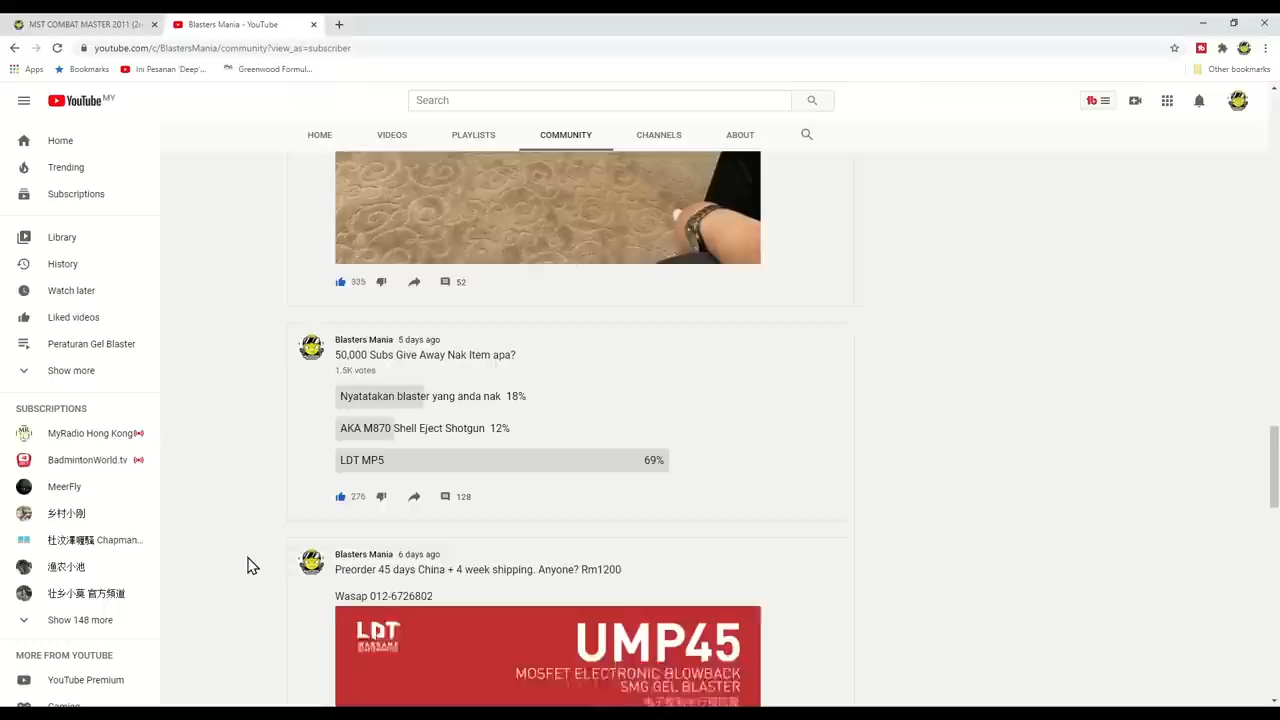 MST COMBAT MASTER 2011 (2
Blasters Mania - YouTube
youtube.com/c/BlastersMania/community?view_as=subscriber
Apps
Bookmarks
Ini Pesanan 'Deep'...
Greenwood Formul...
Other bookmarks
YouTube MY
Search
HOME
VIDEOS
PLAYLISTS
COMMUNITY
CHANNELS
ABOUT
Home
Trending
Subscriptions
Library
History
Watch later
Liked videos
Peraturan Gel Blaster
Show more
SUBSCRIPTIONS
MyRadio Hong Kong
BadmintonWorld.tv
MeerFly
乡村小刚
Chapman...
渔农小池
壮乡小莫 官方频道
Show 148 more
MORE FROM YOUTUBE
YouTube Premium
Gaming
335
52
Blasters Mania 5 days ago
50,000 Subs Give Away Nak Item apa?
1.5K votes
Nyatatakan blaster yang anda nak 18%
AKA M870 Shell Eject Shotgun 12%
LDT MP5 69%
276
128
Blasters Mania 6 days ago
Preorder 45 days China + 4 week shipping. Anyone? Rm1200
Wasap 012-6726802
LDT
UMP45
MOSFET ELECTRONIC BLOWBACK
SMG GEL BLASTER